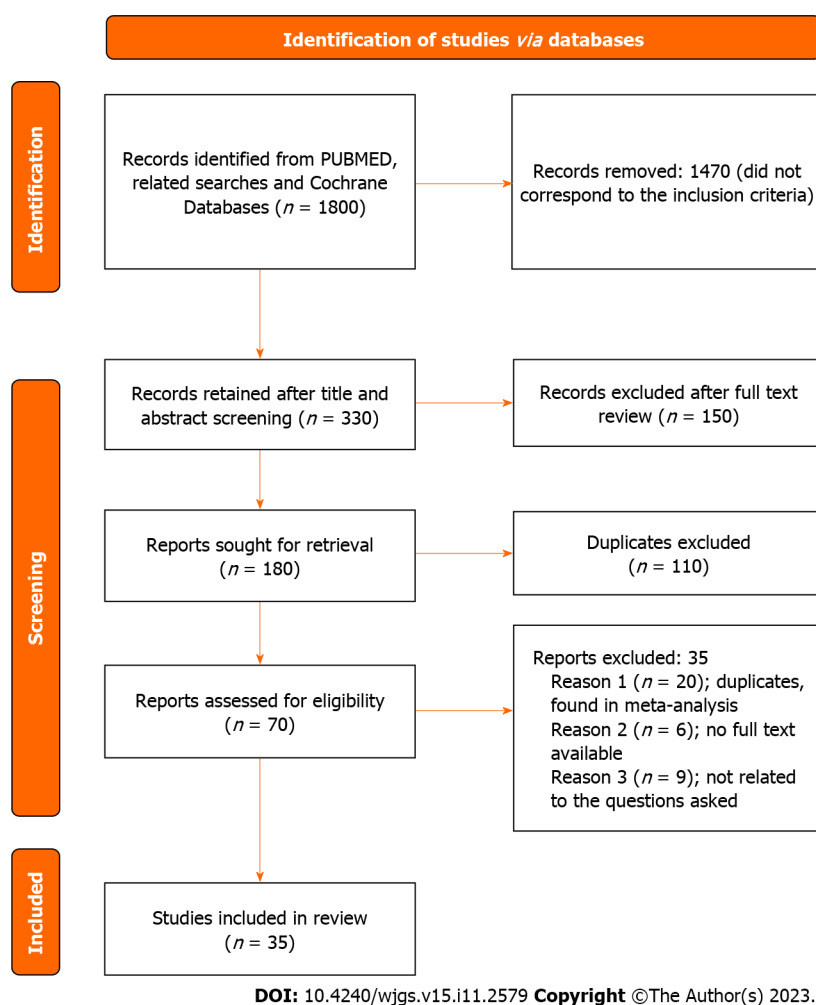 Identification of studies via databases
Identification
Records identified from PUBMED,
related searches and Cochrane
Databases (n = 1800)
Records removed: 1470 (did not
correspond to the inclusion criteria)
Screening
Records retained after title and
abstract screening (n = 330)
Records excluded after full text
review (n = 150)
Reports sought for retrieval
(n = 180)
Duplicates excluded
(n = 110)
Reports assessed for eligibility
(n = 70)
Reports excluded: 35
Reason 1 (n = 20); duplicates,
found in meta-analysis
Reason 2 (n = 6); no full text
available
Reason 3 (n = 9); not related
to the questions asked
Included
Studies included in review
(n = 35)
DOI: 10.4240/wjgs.v15.i11.2579 Copyright ©The Author(s) 2023.